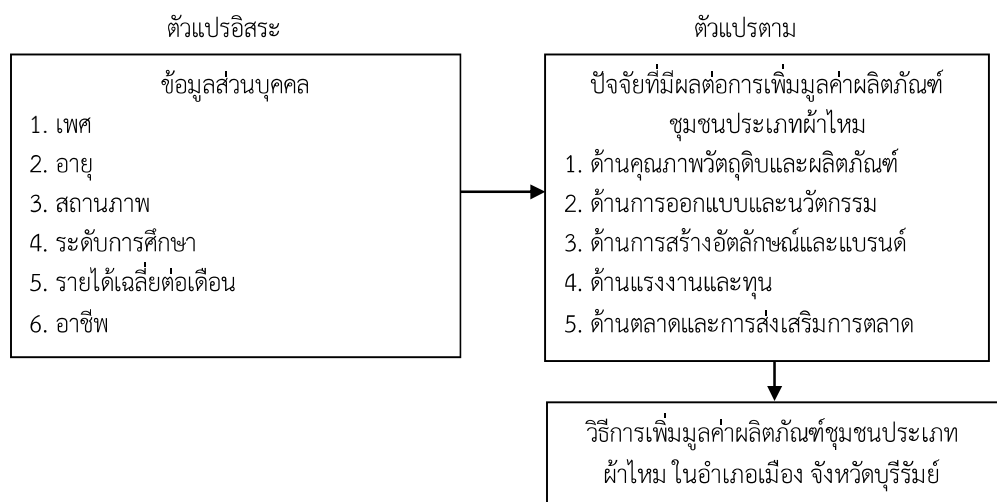 ตัวแปรอิสระ
ข้อมูลส่วนบุคคล
1. เพศ
2. อายุ
3. สถานภาพ
4. ระดับการศึกษา
5. รายได้เฉลี่ยต่อเดือน
6. อาชีพ
ตัวแปรตาม
ปัจจัยที่มีผลต่อการเพิ่มมูลค่าผลิตภัณฑ์
ชุมชนประเภทผ้าไหม
1. ด้านคุณภาพวัตถุดิบและผลิตภัณฑ์
2. ด้านการออกแบบและนวัตกรรม
3. ด้านการสร้างอัตลักษณ์และแบรนด์
4. ด้านแรงงานและทุน
5. ด้านตลาดและการส่งเสริมการตลาด
วิธีการเพิ่มมูลค่าผลิตภัณฑ์ชุมชนประเภท
ผ้าไหม ในอำเภอเมือง จังหวัดบุรีรัมย์